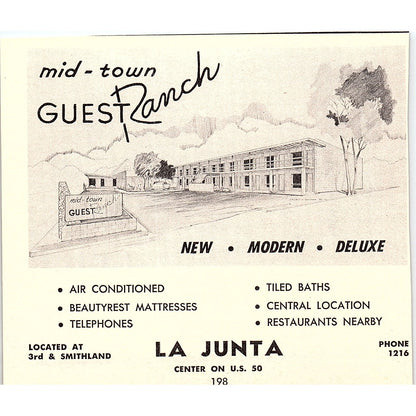 mid-town
GUEST Ranch
mid-town
GUEST Ranch
NEW • MODERN • DELUXE
• AIR CONDITIONED
• BEAUTYREST MATTRESSES
• TELEPHONES
• TILED BATHS
• CENTRAL LOCATION
• RESTAURANTS NEARBY
LOCATED AT
3rd & SMITHLAND
LA JUNTA
CENTER ON U.S. 50
PHONE
1216
198